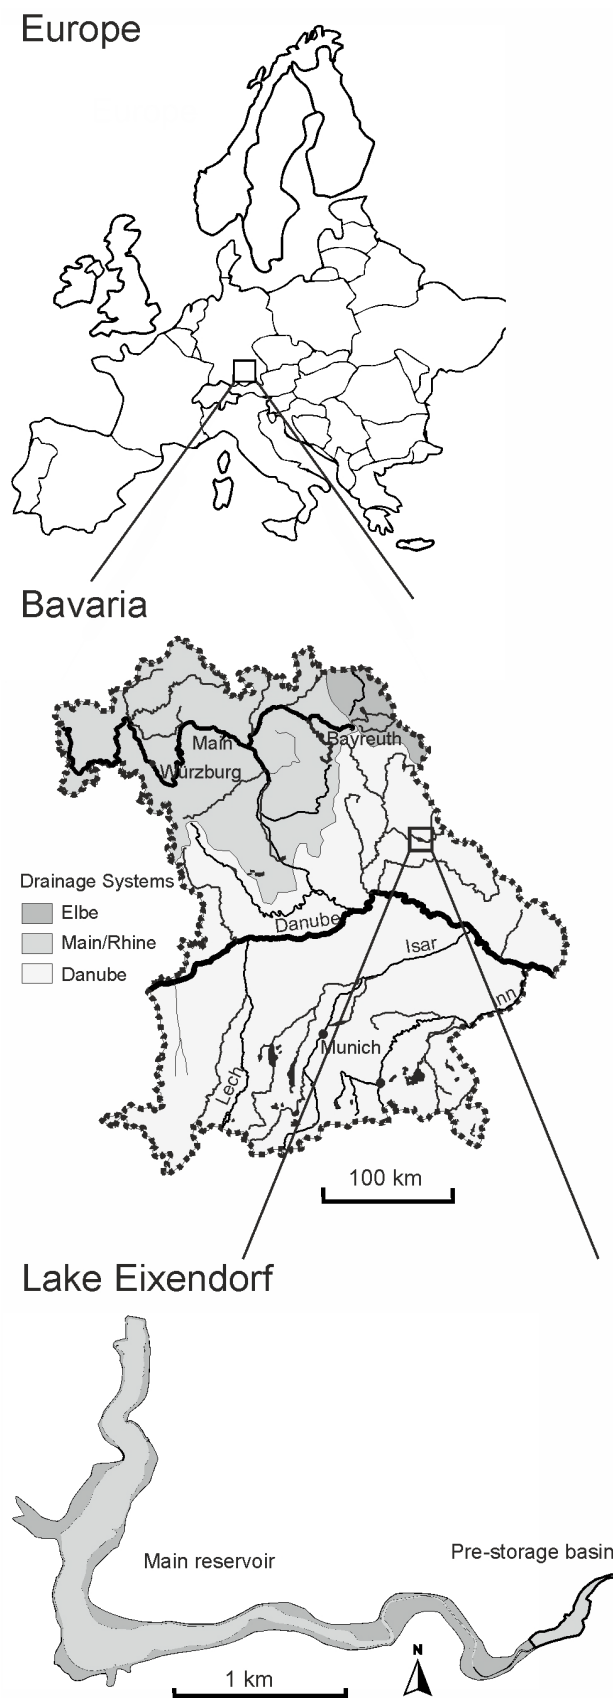 Europe
Bavaria
Main
Bayreuth
Würzburg
Drainage Systems
Elbe
Main/Rhine
Danube
Danube
Isar
nn
Munich
Lech
100 km
Lake Eixendorf
Main reservoir
Pre-storage basin
N
1 km